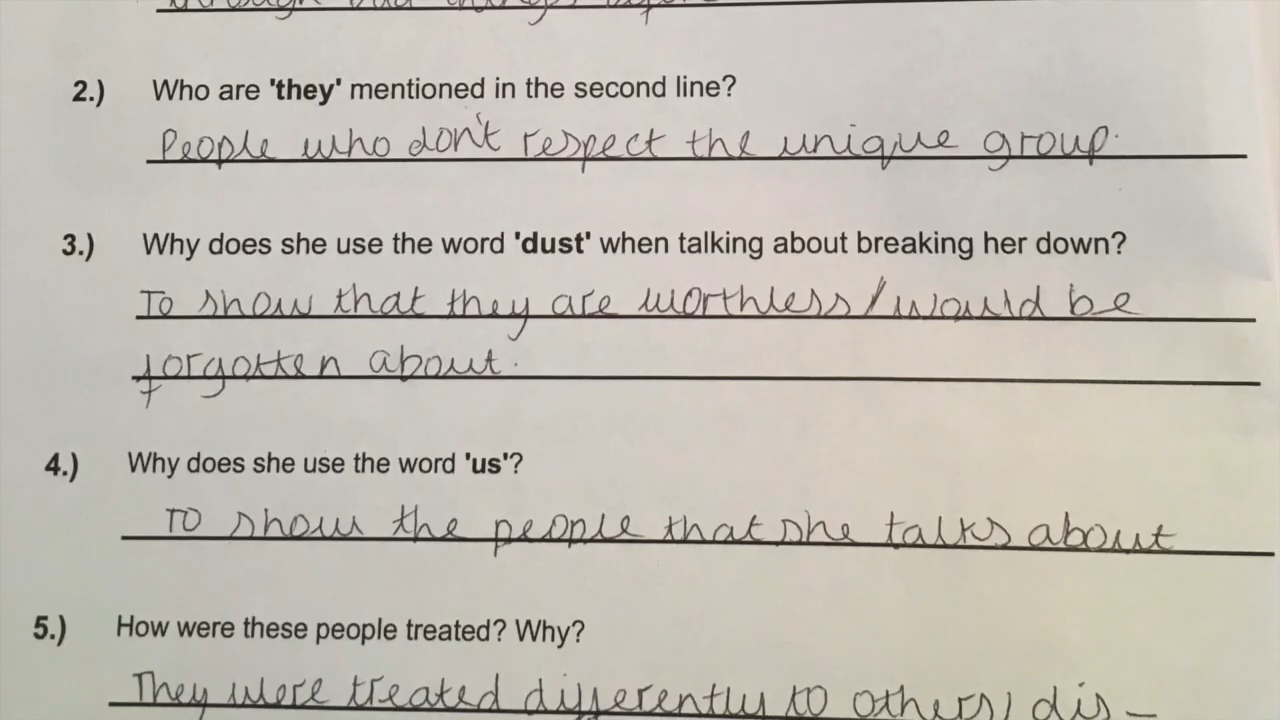 2.) Who are 'they' mentioned in the second line?
People who don't respect the unique group.
3.) Why does she use the word 'dust' when talking about breaking her down?
To show that they are worthless/would be
forgotten about.
4.) Why does she use the word 'us'?
To show the people that she talks about
5.) How were these people treated? Why?
They were treated differently to others/dis-